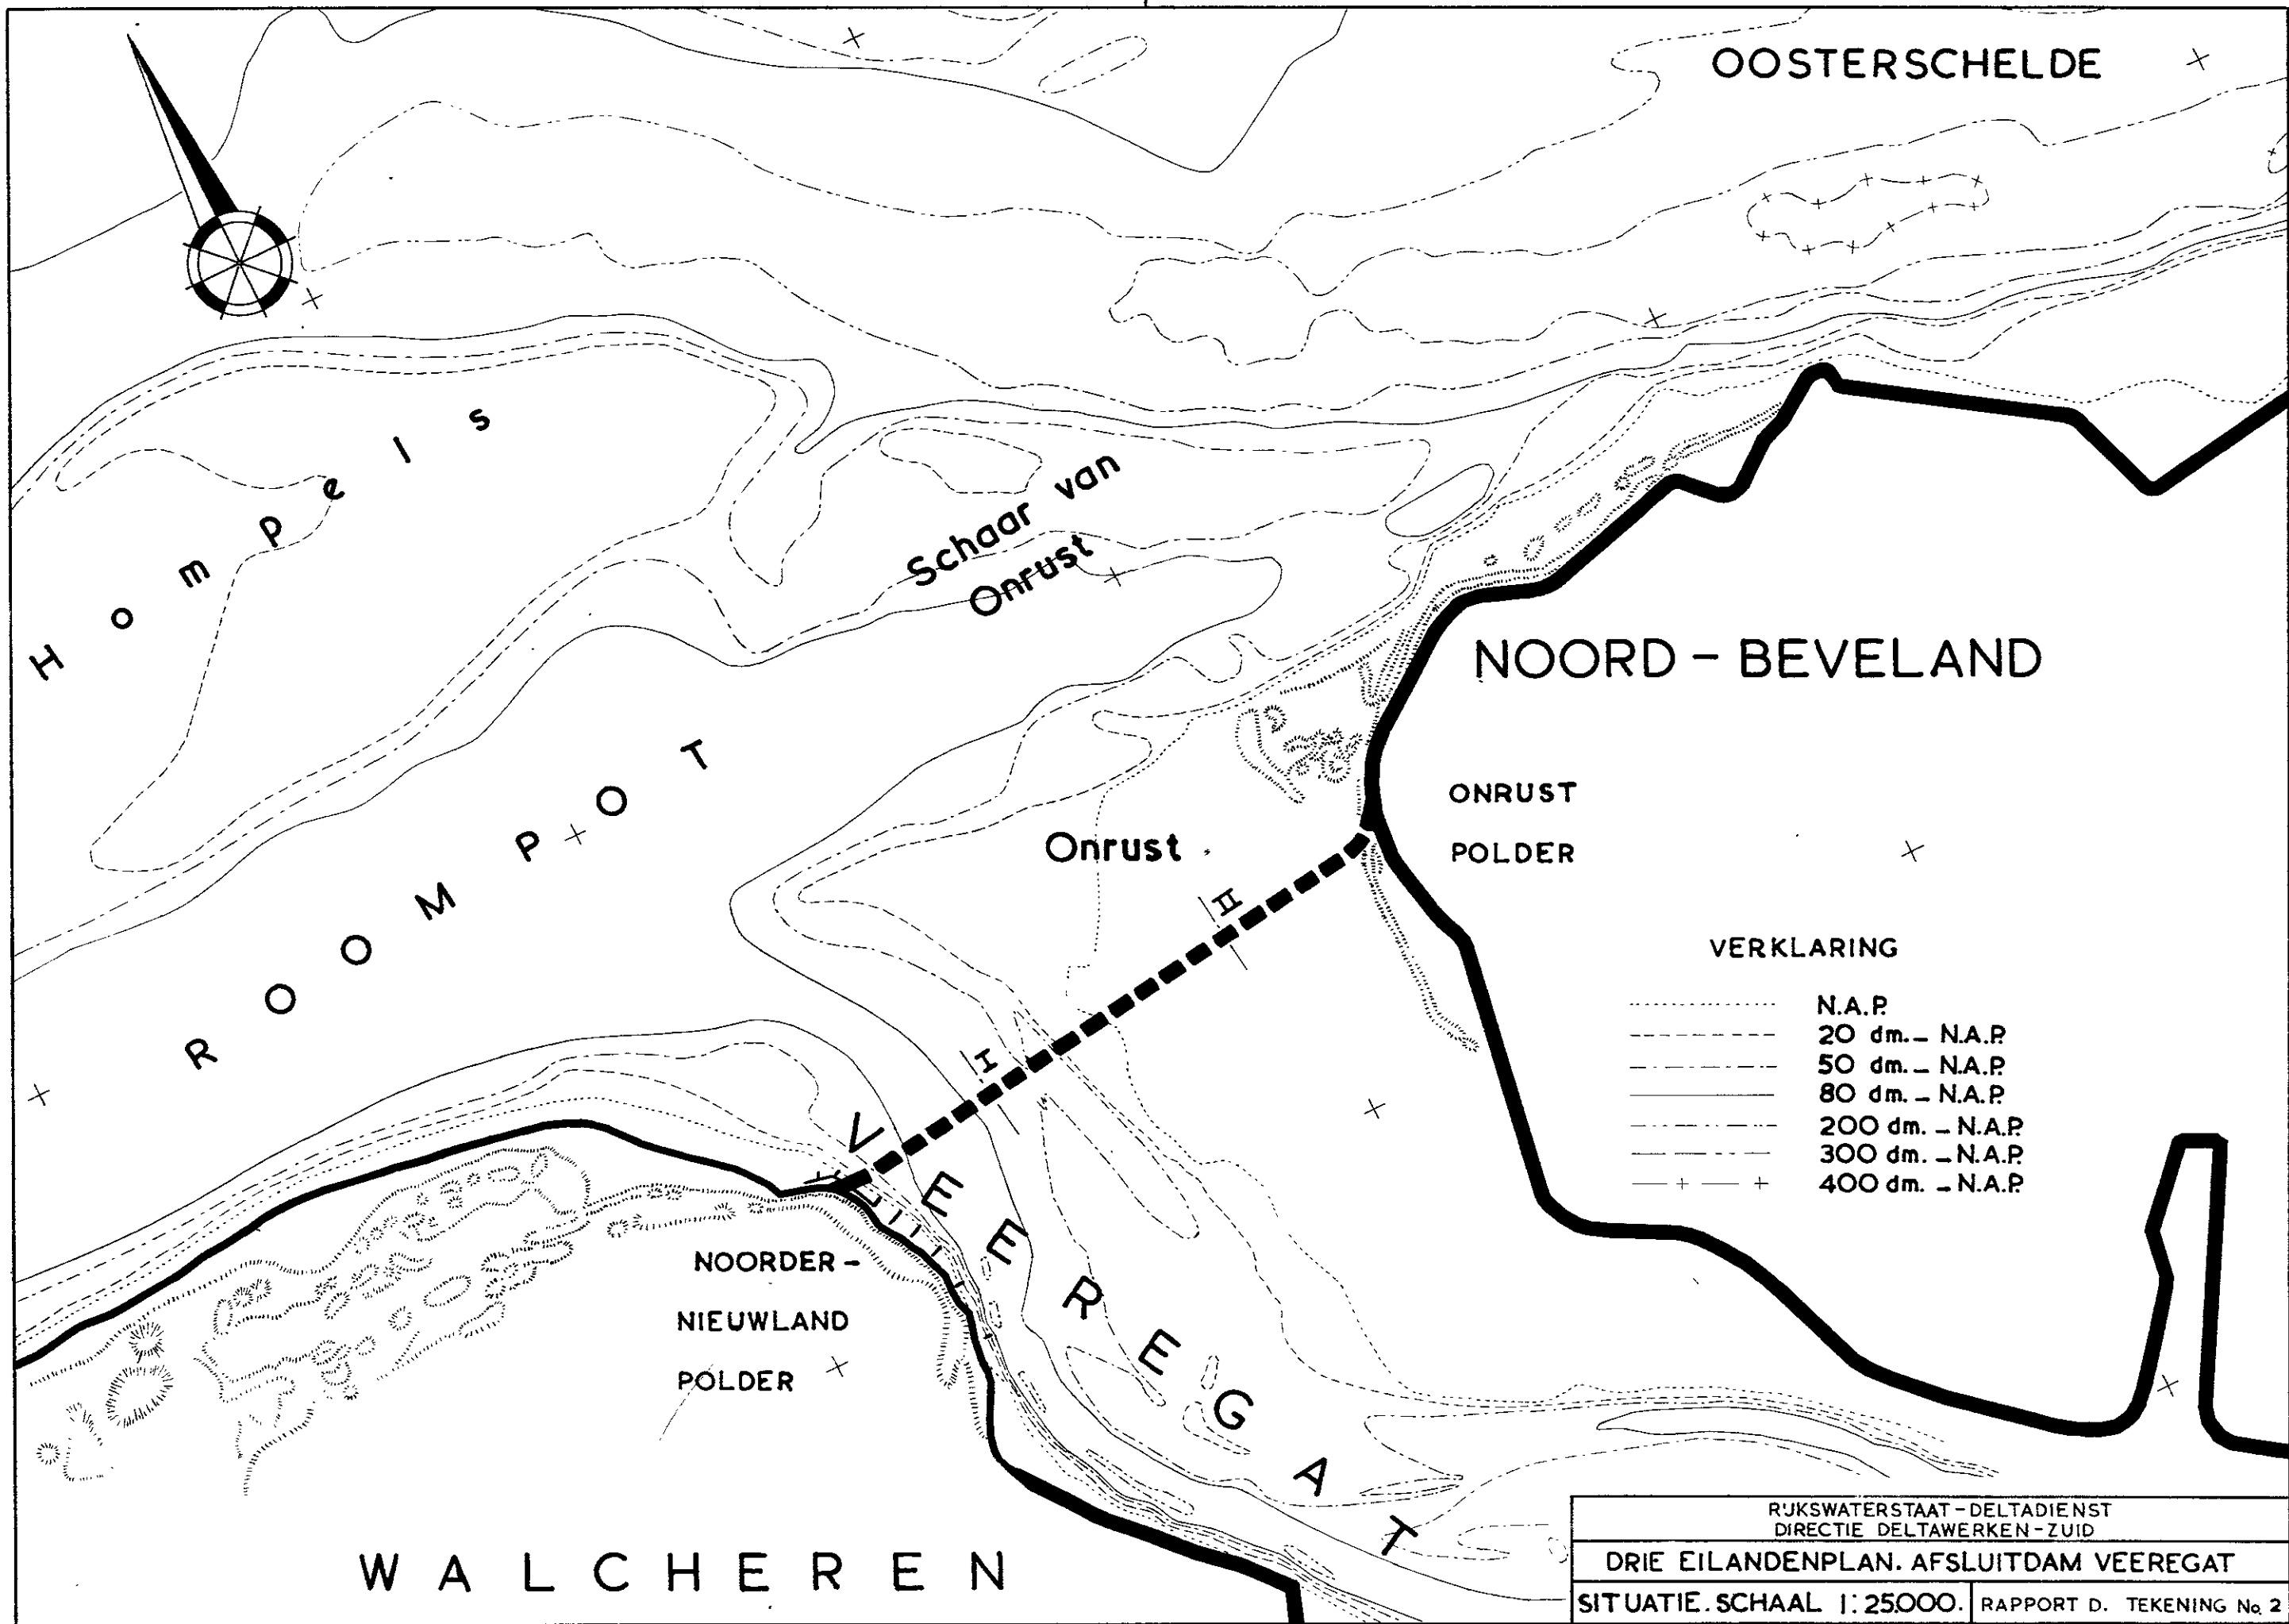 OOSTERSCHELDE
Hompels
Schaar van
Onrust
NOORD - BEVELAND
ROOMPOT
ONRUST
POLDER
Onrust
II
VERKLARING
N.A.P.
20 dm. - N.A.P.
50 dm. - N.A.P.
80 dm. - N.A.P.
200 dm. - N.A.P.
300 dm. - N.A.P.
400 dm. - N.A.P.
I
VEEREGAT
NOORDER -
NIEUWLAND
POLDER
WALCHEREN
RIJKSWATERSTAAT - DELTADIENST
DIRECTIE DELTAWERKEN - ZUID
DRIE EILANDENPLAN. AFSLUITDAM VEEREGAT
SITUATIE. SCHAAL 1:25.000.
RAPPORT D. TEKENING No. 2